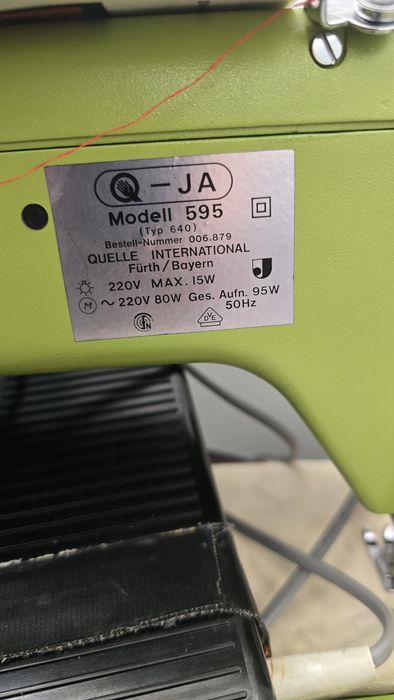 Q - JA
Modell 595
(Typ 640)
Bestell-Nummer 006.879
QUELLE INTERNATIONAL
Fürth/Bayern
220V MAX. 15W
M ~ 220V 80W Ges. Aufn. 95W
50Hz
VDE